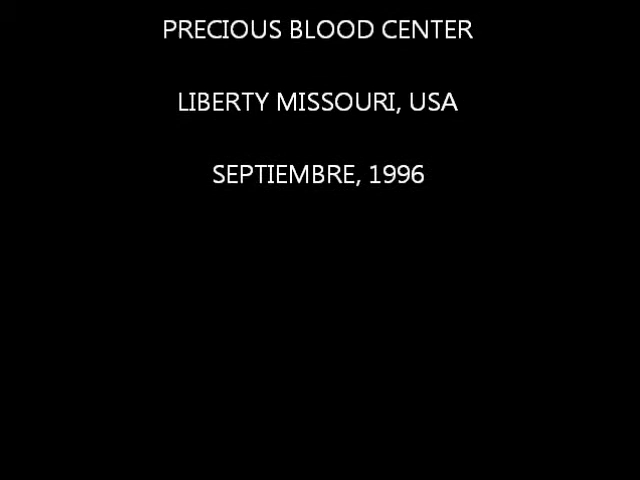 PRECIOUS BLOOD CENTER
LIBERTY MISSOURI, USA
SEPTIEMBRE, 1996